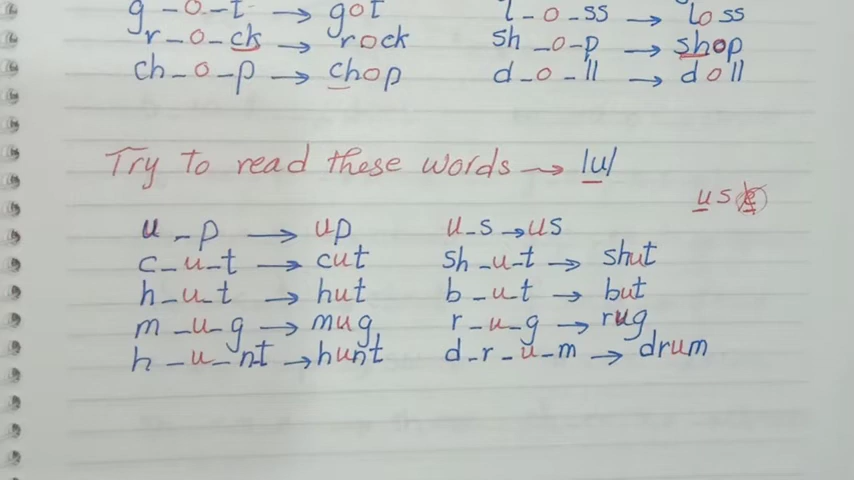 g-o-t → got l-o-ss → loss
r-o-ck → rock sh-o-p → shop
ch-o-p → chop d-o-ll → doll
Try to read these words → /u/
use
u-p → up u-s → us
c-u-t → cut sh-u-t → shut
h-u-t → hut b-u-t → but
m-u-g → mug r-u-g → rug
h-u-nt → hunt d-r-u-m → drum